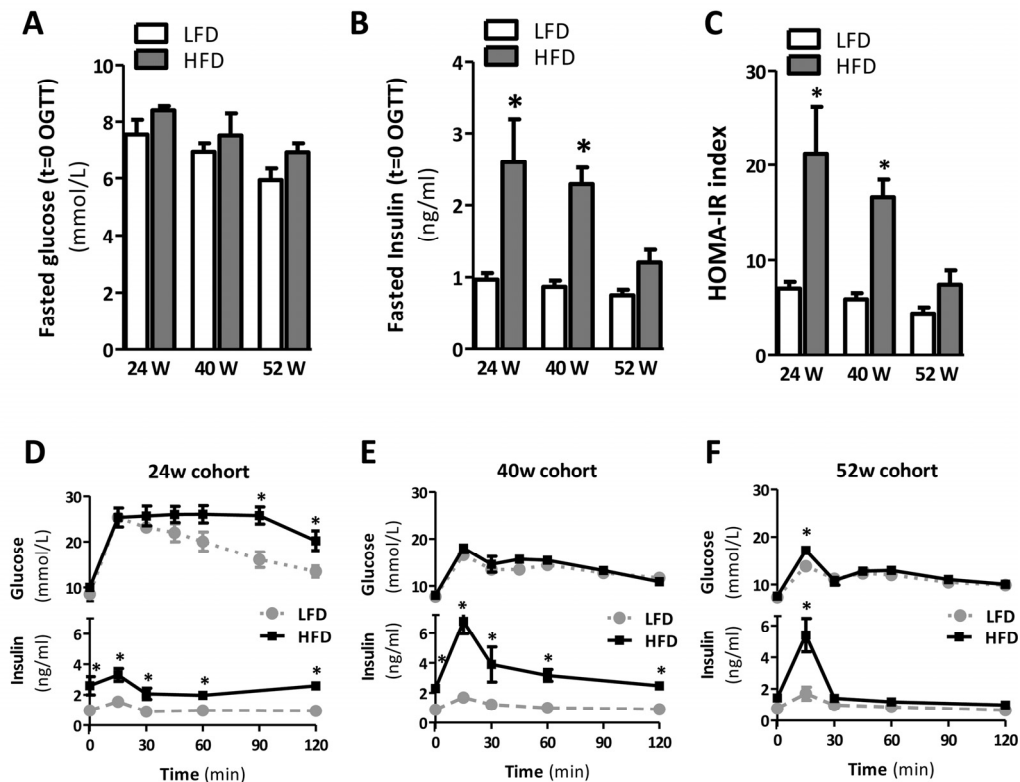 A
LFD
HFD
Fasted glucose (t=0 OGTT)
(mmol/L)
10
8
6
4
2
0
24 W 40 W 52 W
B
LFD
HFD
Fasted Insulin (t=0 OGTT)
(ng/ml)
4
3
2
1
0
* *
24 W 40 W 52 W
C
LFD
HFD
HOMA-IR index
30
20
10
0
* *
24 W 40 W 52 W
D
24w cohort
Glucose
(mmol/L)
30
20
10
* *
LFD
HFD
Insulin
(ng/ml)
6
4
2
0
* * * * *
0 30 60 90 120
Time (min)
E
40w cohort
Glucose
(mmol/L)
30
20
10
LFD
HFD
Insulin
(ng/ml)
6
4
2
0
* * * * *
0 30 60 90 120
Time (min)
F
52w cohort
Glucose
(mmol/L)
30
20
10
*
LFD
HFD
Insulin
(ng/ml)
6
4
2
0
*
0 30 60 90 120
Time (min)